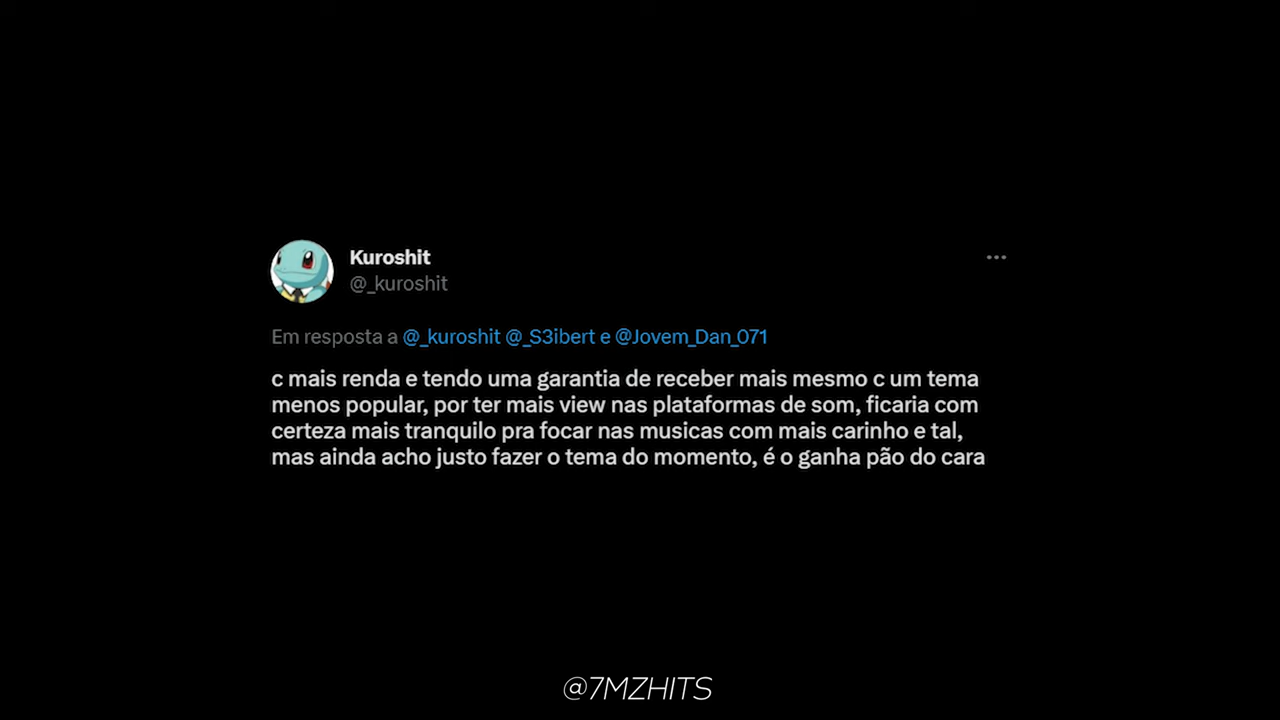 Kuroshit
@_kuroshit
Em resposta a @_kuroshit @_S3ibert e @Jovem_Dan_071
c mais renda e tendo uma garantia de receber mais mesmo c um tema
menos popular, por ter mais view nas plataformas de som, ficaria com
certeza mais tranquilo pra focar nas musicas com mais carinho e tal,
mas ainda acho justo fazer o tema do momento, é o ganha pão do cara
@7MZHITS